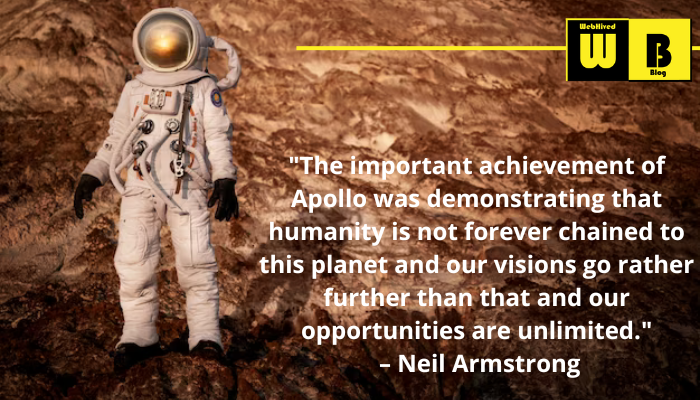 WebHived
W
B
Blog
"The important achievement of
Apollo was demonstrating that
humanity is not forever chained to
this planet and our visions go rather
further than that and our
opportunities are unlimited."
– Neil Armstrong